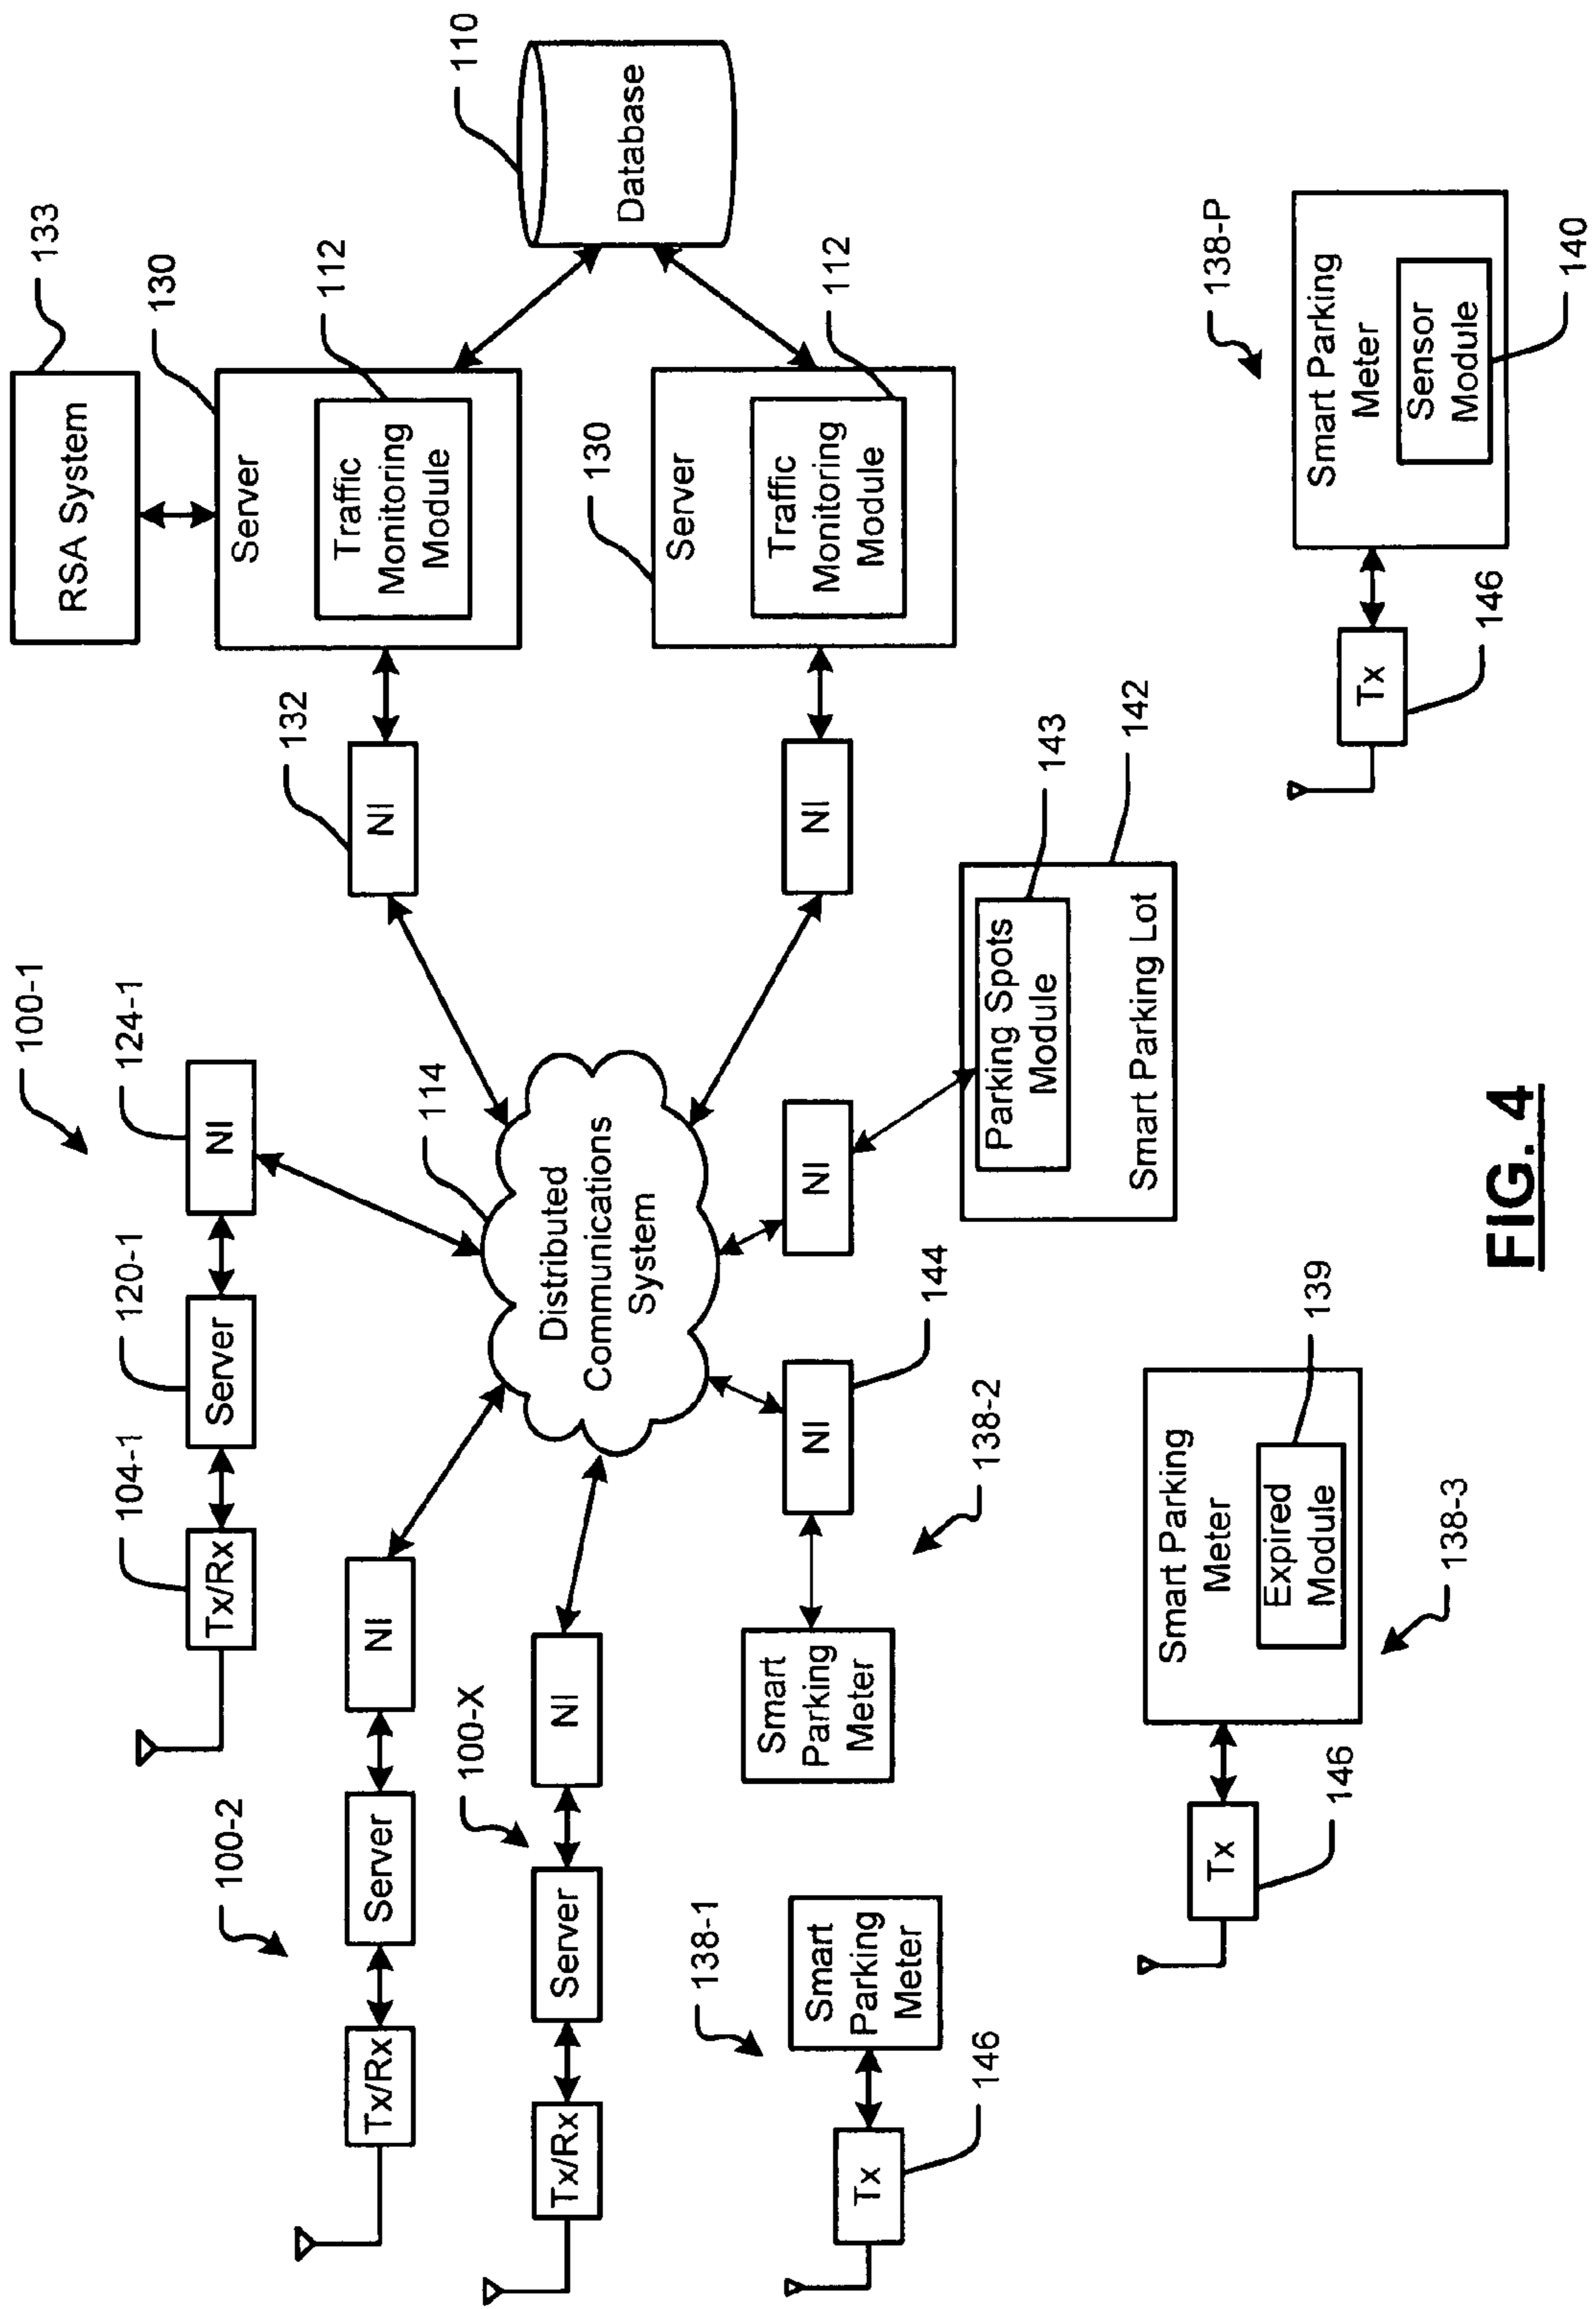 100-1
104-1
120-1
124-1
Tx/Rx
Server
NI
133
RSA System
130
Server
112
Traffic
Monitoring
Module
132
NI
110
Database
100-2
Tx/Rx
Server
NI
114
Distributed
Communications
System
130
Server
112
Traffic
Monitoring
Module
NI
100-X
Tx/Rx
Server
NI
138-1
Tx
146
Smart
Parking
Meter
138-2
Smart
Parking
Meter
NI
144
NI
143
142
Parking Spots
Module
Smart Parking Lot
Tx
146
Smart Parking
Meter
Expired
Module
139
138-3
138-P
Tx
146
Smart Parking
Meter
Sensor
Module
140
FIG. 4